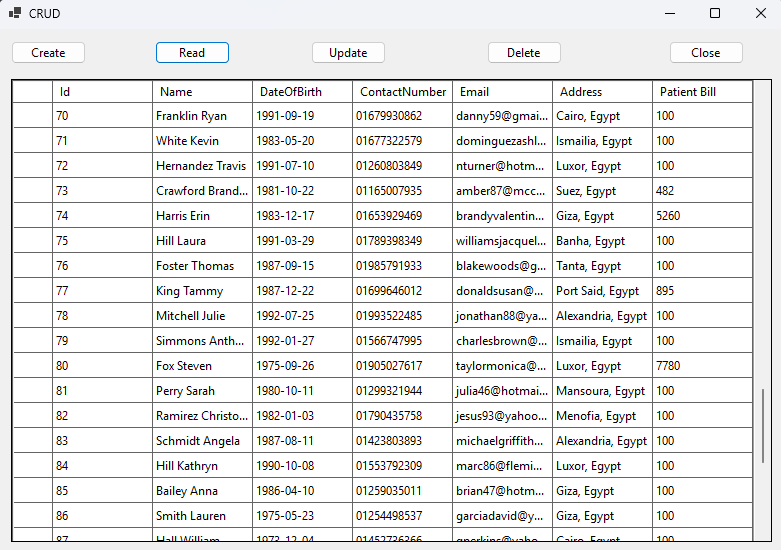 CRUD
Create Read Update Delete Close
Id Name DateOfBirth ContactNumber Email Address Patient Bill
70 Franklin Ryan 1991-09-19 01679930862 danny59@gmai... Cairo, Egypt 100
71 White Kevin 1983-05-20 01677322579 dominguezashl... Ismailia, Egypt 100
72 Hernandez Travis 1991-07-10 01260803849 nturner@hotm... Luxor, Egypt 100
73 Crawford Brand... 1981-10-22 01165007935 amber87@mcc... Suez, Egypt 482
74 Harris Erin 1983-12-17 01653929469 brandyvalentin... Giza, Egypt 5260
75 Hill Laura 1991-03-29 01789398349 williamsjacquel... Banha, Egypt 100
76 Foster Thomas 1987-09-15 01985791933 blakewoods@g... Tanta, Egypt 100
77 King Tammy 1987-12-22 01699646012 donaldsusan@... Port Said, Egypt 895
78 Mitchell Julie 1992-07-25 01993522485 jonathan88@ya... Alexandria, Egypt 100
79 Simmons Anth... 1992-01-27 01566747995 charlesbrown@... Ismailia, Egypt 100
80 Fox Steven 1975-09-26 01905027617 taylormonica@... Luxor, Egypt 7780
81 Perry Sarah 1980-10-11 01299321944 julia46@hotmai... Mansoura, Egypt 100
82 Ramirez Christo... 1982-01-03 01790435758 jesus93@yahoo... Menofia, Egypt 100
83 Schmidt Angela 1987-08-11 01423803893 michaelgriffith... Alexandria, Egypt 100
84 Hill Kathryn 1990-10-08 01553792309 marc86@flemi... Luxor, Egypt 100
85 Bailey Anna 1986-04-10 01259035011 brian47@hotm... Giza, Egypt 100
86 Smith Lauren 1975-05-23 01254498537 garciadavid@y... Giza, Egypt 100
87 Hall William 1973-12-04 01452736366 gperkins@yaho... Cairo, Egypt 100